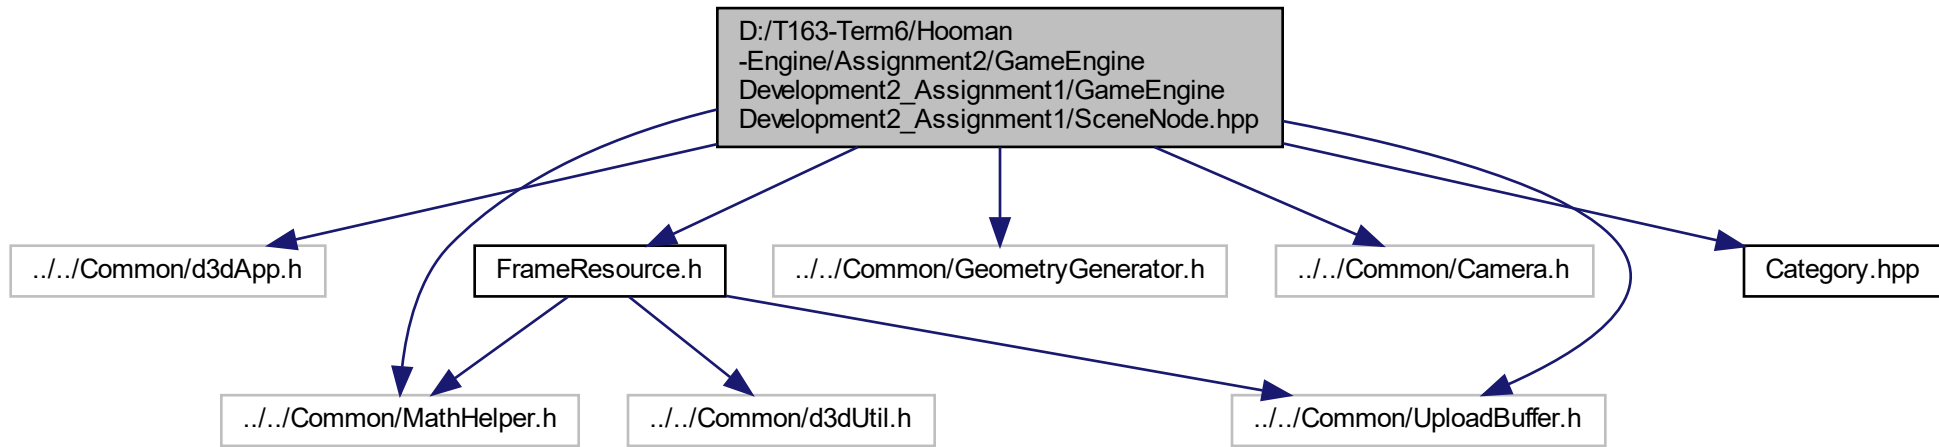 D:/T163-Term6/Hooman
-Engine/Assignment2/GameEngine
Development2_Assignment1/GameEngine
Development2_Assignment1/SceneNode.hpp
../../Common/d3dApp.h
FrameResource.h
../../Common/GeometryGenerator.h
../../Common/Camera.h
Category.hpp
../../Common/MathHelper.h
../../Common/d3dUtil.h
../../Common/UploadBuffer.h